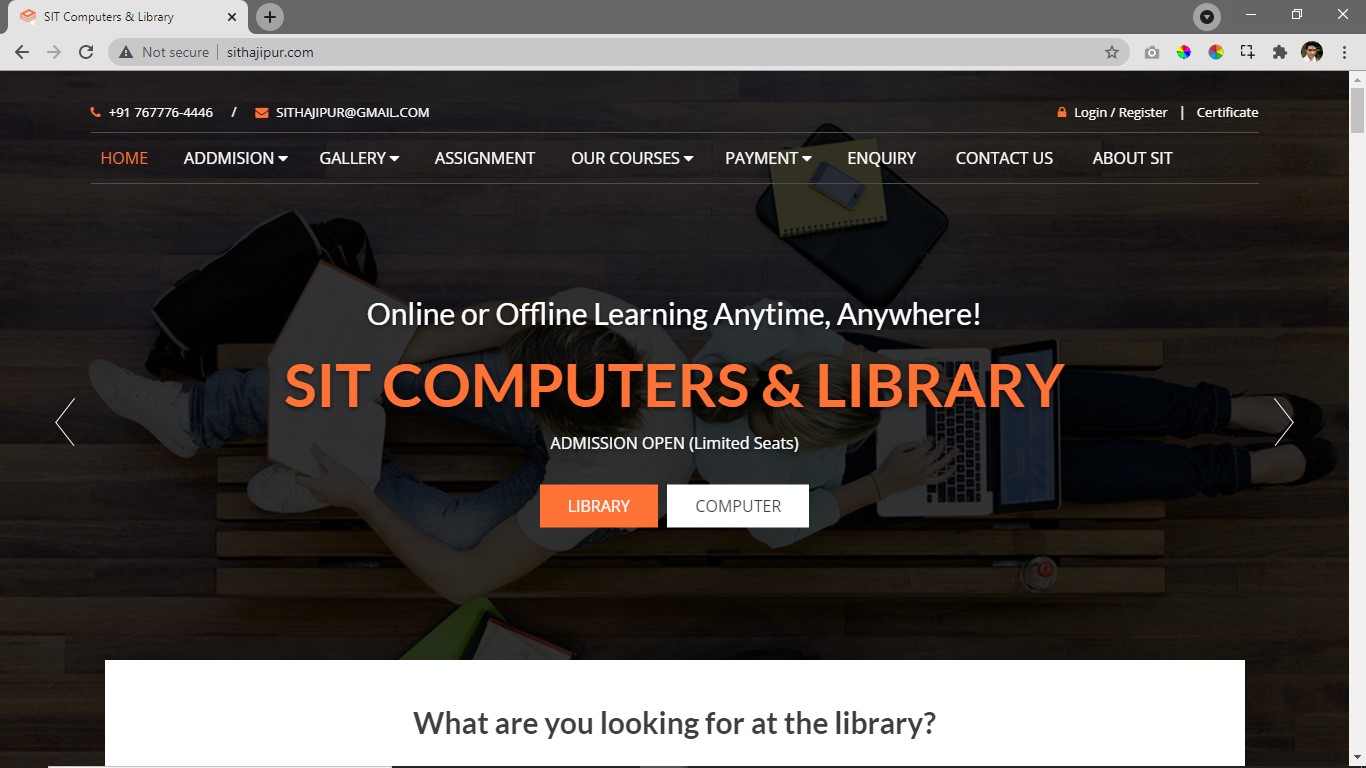 SIT Computers & Library
Not secure | sithajipur.com
+91 767776-4446 / SITHAJIPUR@GMAIL.COM Login / Register | Certificate
HOME ADDMISION GALLERY ASSIGNMENT OUR COURSES PAYMENT ENQUIRY CONTACT US ABOUT SIT
Online or Offline Learning Anytime, Anywhere!
SIT COMPUTERS & LIBRARY
ADMISSION OPEN (Limited Seats)
LIBRARY COMPUTER
What are you looking for at the library?